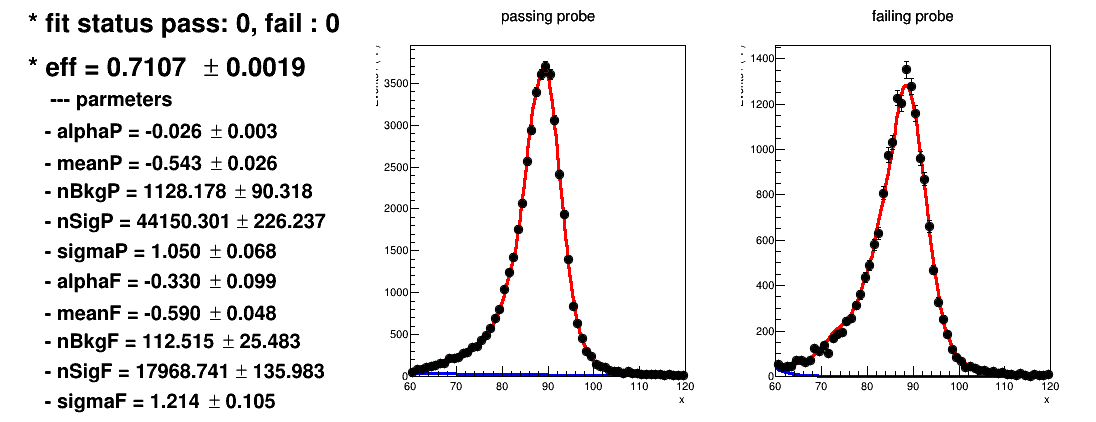 * fit status pass: 0, fail : 0
* eff = 0.7107 ± 0.0019
--- parmeters
- alphaP = -0.026 ± 0.003
- meanP = -0.543 ± 0.026
- nBkgP = 1128.178 ± 90.318
- nSigP = 44150.301 ± 226.237
- sigmaP = 1.050 ± 0.068
- alphaF = -0.330 ± 0.099
- meanF = -0.590 ± 0.048
- nBkgF = 112.515 ± 25.483
- nSigF = 17968.741 ± 135.983
- sigmaF = 1.214 ± 0.105
passing probe
3500
3000
2500
2000
1500
1000
500
0
60 70 80 90 100 110 120
x
failing probe
1400
1200
1000
800
600
400
200
0
60 70 80 90 100 110 120
x